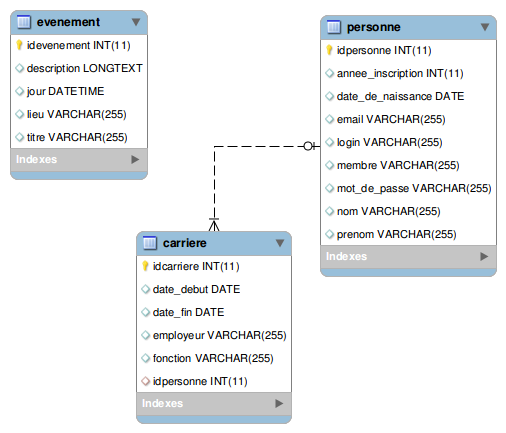 evenement
idevenement INT(11)
description LONGTEXT
jour DATETIME
lieu VARCHAR(255)
titre VARCHAR(255)
Indexes
personne
idpersonne INT(11)
annee_inscription INT(11)
date_de_naissance DATE
email VARCHAR(255)
login VARCHAR(255)
membre VARCHAR(255)
mot_de_passe VARCHAR(255)
nom VARCHAR(255)
prenom VARCHAR(255)
Indexes
carriere
idcarriere INT(11)
date_debut DATE
date_fin DATE
employeur VARCHAR(255)
fonction VARCHAR(255)
idpersonne INT(11)
Indexes